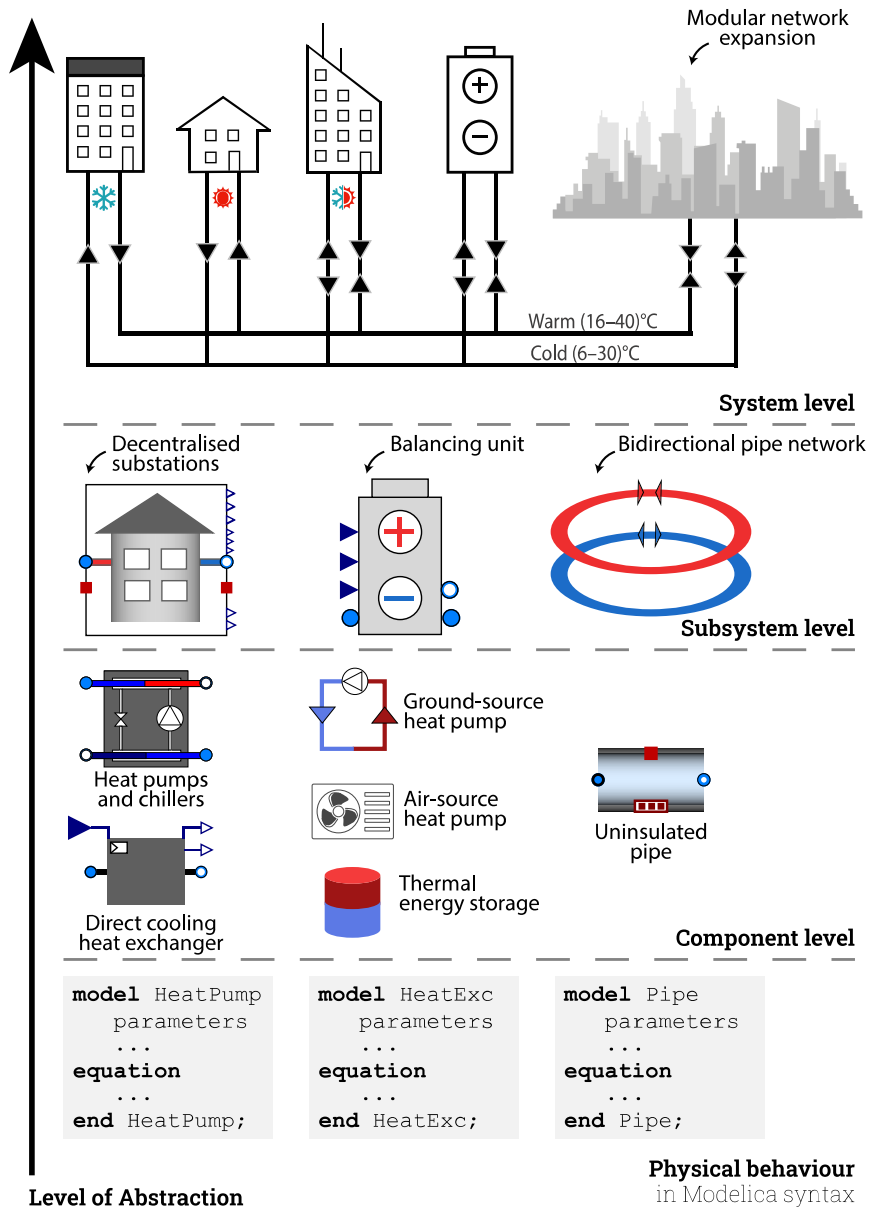 Modular network
expansion
Warm (16–40)°C
Cold (6–30)°C
System level
Decentralised
substations
Balancing unit
Bidirectional pipe network
Subsystem level
Heat pumps
and chillers
Ground-source
heat pump
Air-source
heat pump
Uninsulated
pipe
Direct cooling
heat exchanger
Thermal
energy storage
Component level
model HeatPump
parameters
...
equation
...
end HeatPump;
model HeatExc
parameters
...
equation
...
end HeatExc;
model Pipe
parameters
...
equation
...
end Pipe;
Physical behaviour
in Modelica syntax
Level of Abstraction